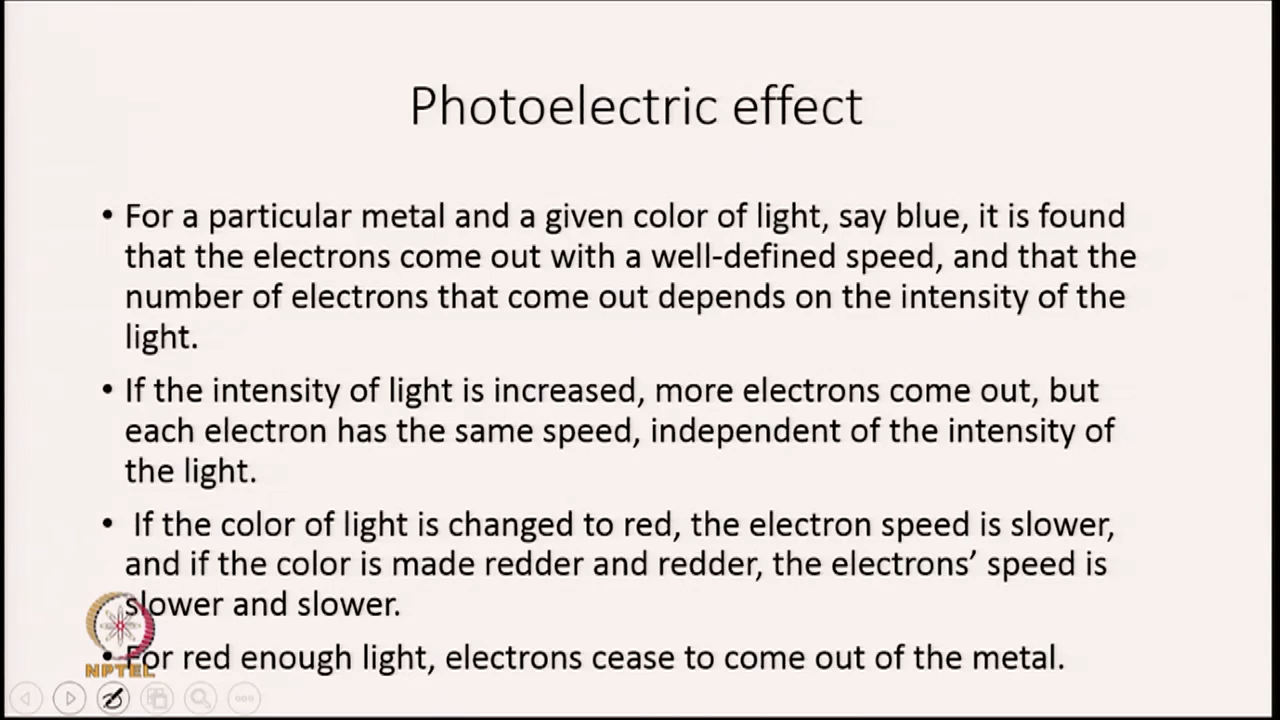 Photoelectric effect
• For a particular metal and a given color of light, say blue, it is found
that the electrons come out with a well-defined speed, and that the
number of electrons that come out depends on the intensity of the
light.
• If the intensity of light is increased, more electrons come out, but
each electron has the same speed, independent of the intensity of
the light.
• If the color of light is changed to red, the electron speed is slower,
and if the color is made redder and redder, the electrons’ speed is
slower and slower.
• For red enough light, electrons cease to come out of the metal.
NPTEL